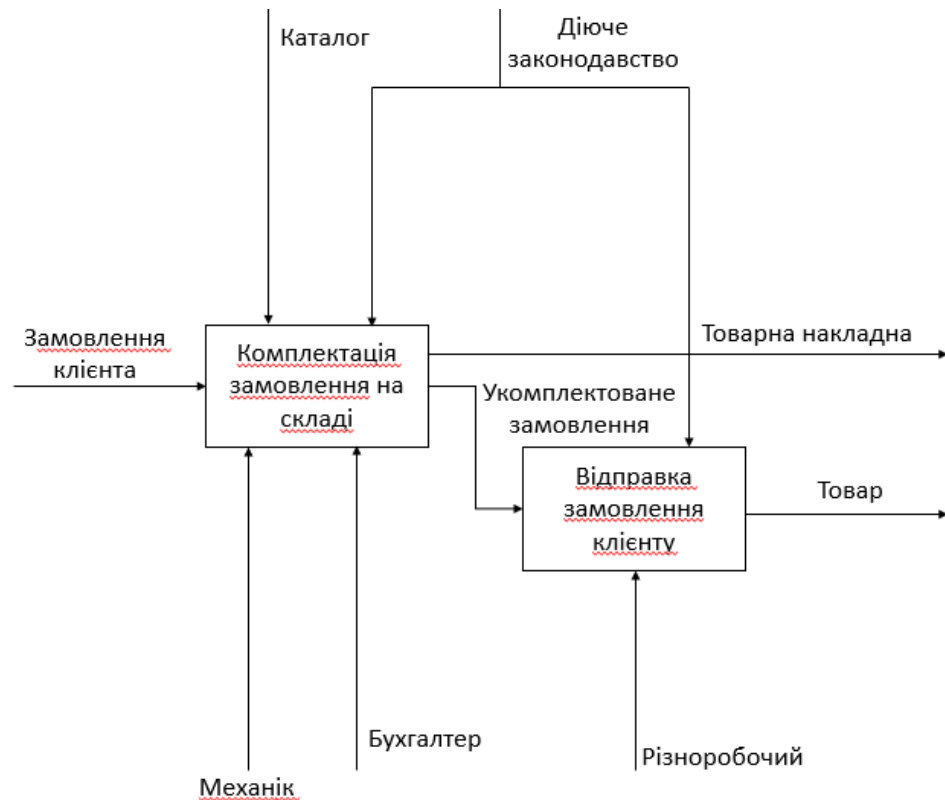 Каталог
Діюче
законодавство
Замовлення
клієнта
Комплектація
замовлення на
складі
Товарна накладна
Укомплектоване
замовлення
Відправка
замовлення
клієнту
Товар
Бухгалтер
Різноробочий
Механік